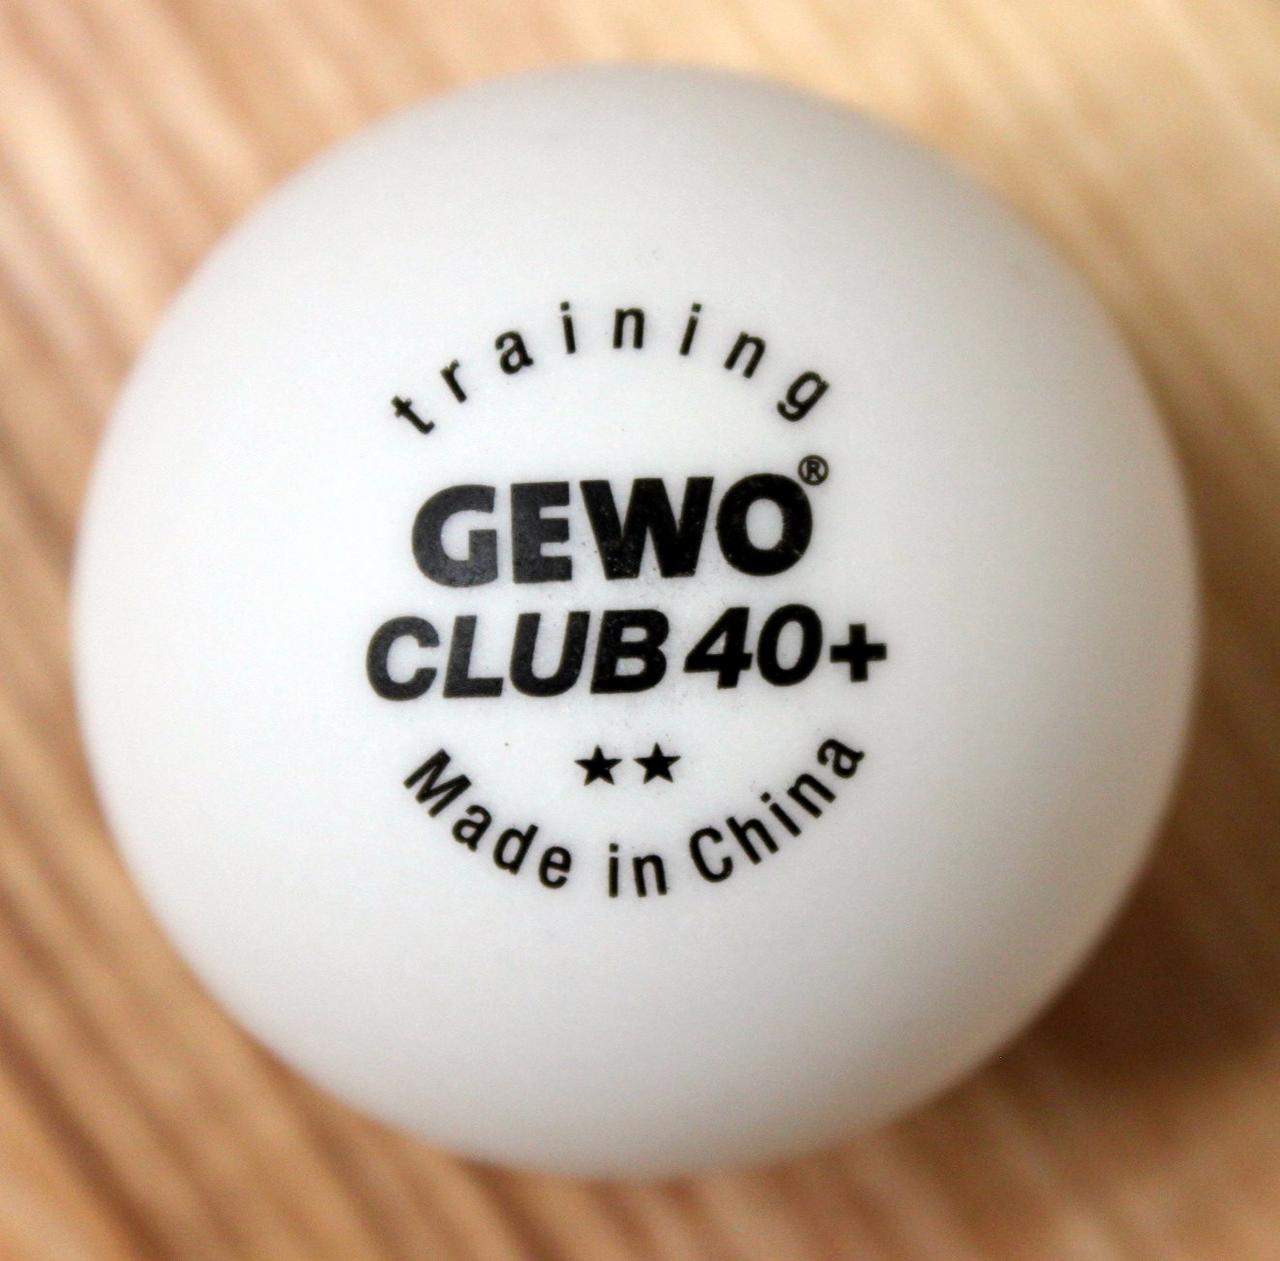 training
GEWO®
CLUB 40+
★★
Made in China